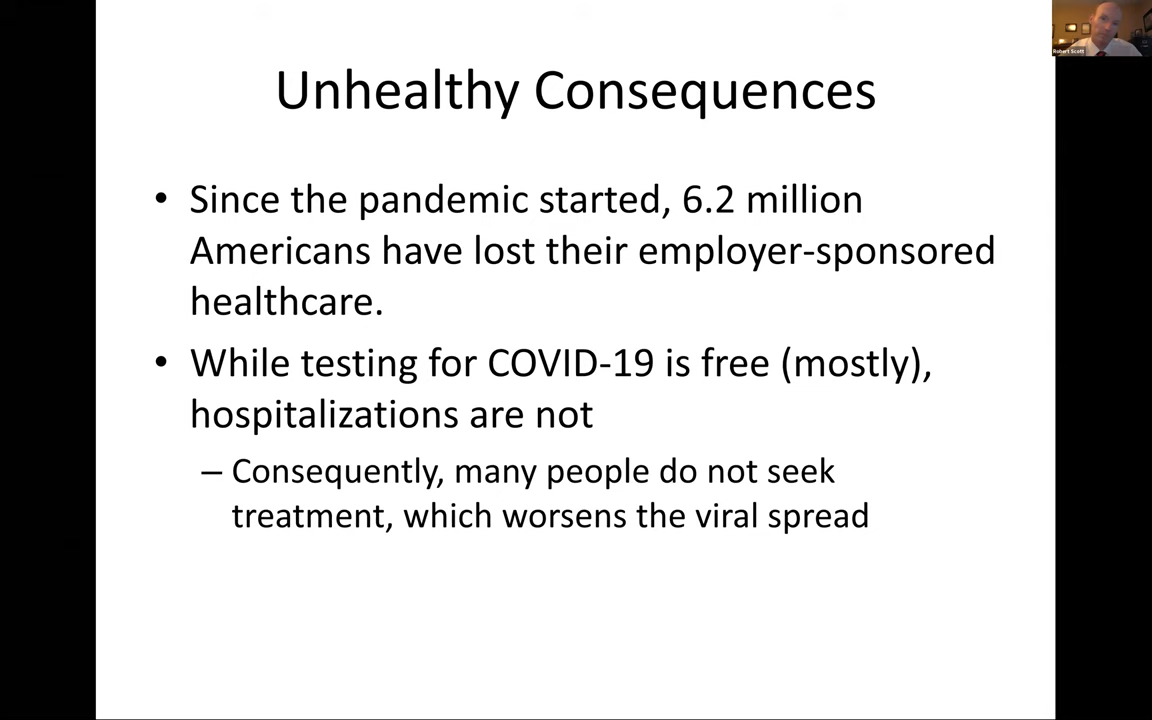 Unhealthy Consequences
• Since the pandemic started, 6.2 million
Americans have lost their employer-sponsored
healthcare.
• While testing for COVID-19 is free (mostly),
hospitalizations are not
– Consequently, many people do not seek
treatment, which worsens the viral spread
Robert Scott